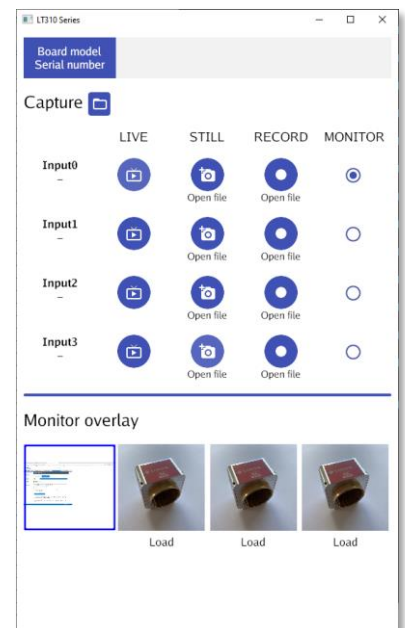 LT310 Series
Board model
Serial number
Capture
LIVE STILL RECORD MONITOR
Input0
–
Open file Open file
Input1
–
Open file Open file
Input2
–
Open file Open file
Input3
–
Open file Open file
Monitor overlay
Load Load Load